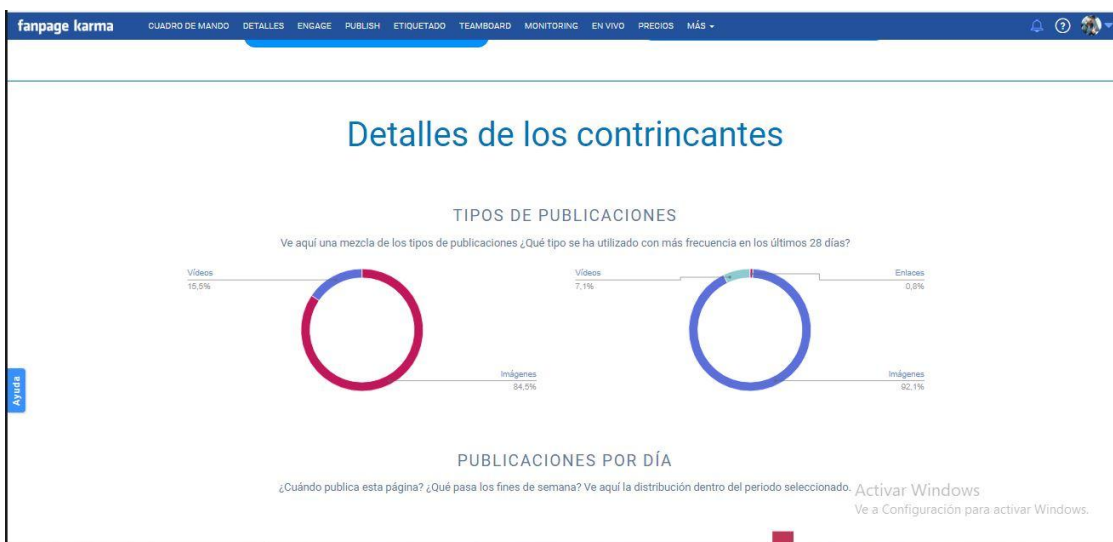 fanpage karma CUADRO DE MANDO DETALLES ENGAGE PUBLISH ETIQUETADO TEAMBOARD MONITORING EN VIVO PRECIOS MÁS
Detalles de los contrincantes
TIPOS DE PUBLICACIONES
Ve aquí una mezcla de los tipos de publicaciones ¿Qué tipo se ha utilizado con más frecuencia en los últimos 28 días?
Vídeos
15,5%
Imágenes
84,5%
Vídeos
7,1%
Enlaces
0,8%
Imágenes
92,1%
Ayuda
PUBLICACIONES POR DÍA
¿Cuándo publica esta página? ¿Qué pasa los fines de semana? Ve aquí la distribución dentro del periodo seleccionado.
Activar Windows
Ve a Configuración para activar Windows.